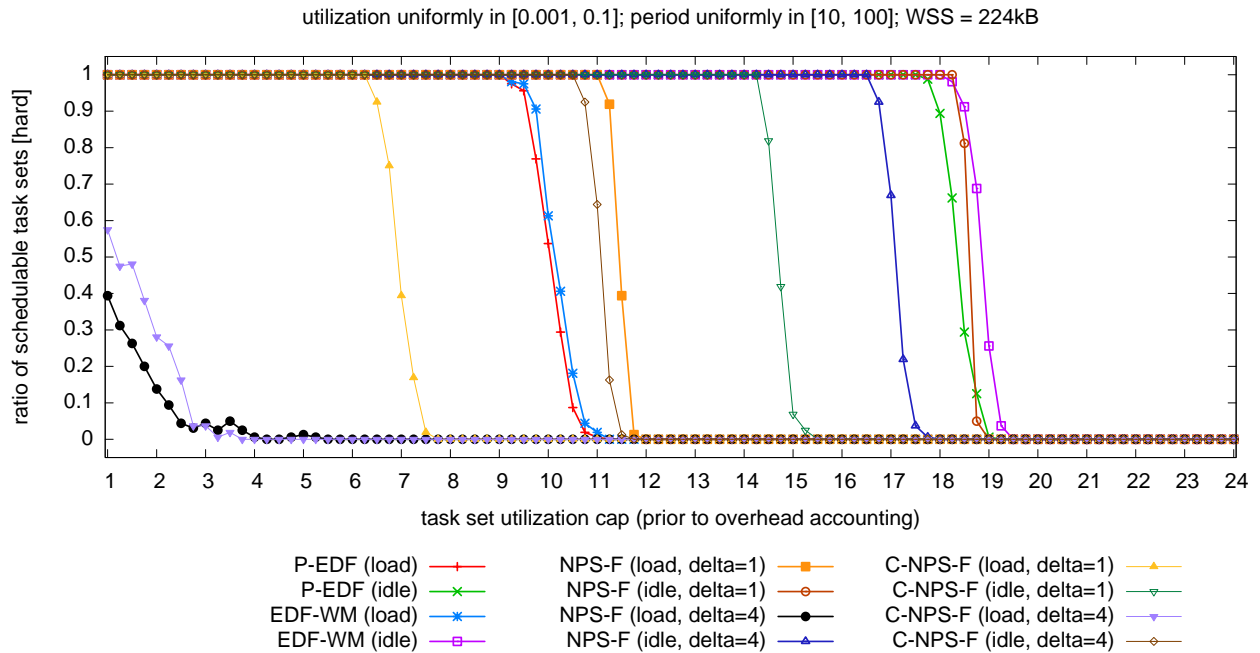 utilization uniformly in [0.001, 0.1]; period uniformly in [10, 100]; WSS = 224kB
ratio of schedulable task sets [hard]
1
0.9
0.8
0.7
0.6
0.5
0.4
0.3
0.2
0.1
0
1 2 3 4 5 6 7 8 9 10 11 12 13 14 15 16 17 18 19 20 21 22 23 24
task set utilization cap (prior to overhead accounting)
P-EDF (load) NPS-F (load, delta=1) C-NPS-F (load, delta=1)
P-EDF (idle) NPS-F (idle, delta=1) C-NPS-F (idle, delta=1)
EDF-WM (load) NPS-F (load, delta=4) C-NPS-F (load, delta=4)
EDF-WM (idle) NPS-F (idle, delta=4) C-NPS-F (idle, delta=4)